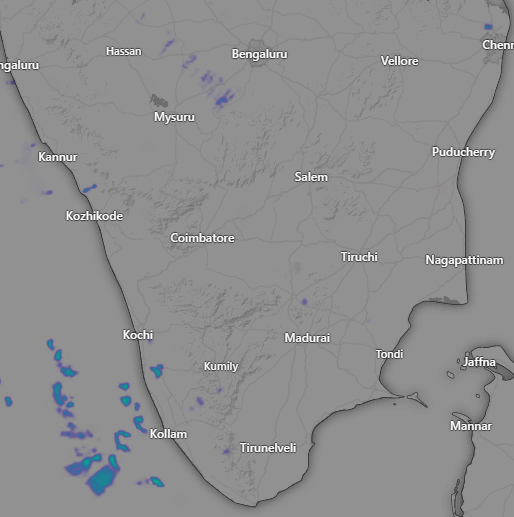 Hassan
Bengaluru
Chenn
ngaluru
Vellore
Mysuru
Kannur
Puducherry
Salem
Kozhikode
Coimbatore
Tiruchi
Nagapattinam
Kochi
Madurai
Tondi
Kumily
Jaffna
Mannar
Kollam
Tirunelveli